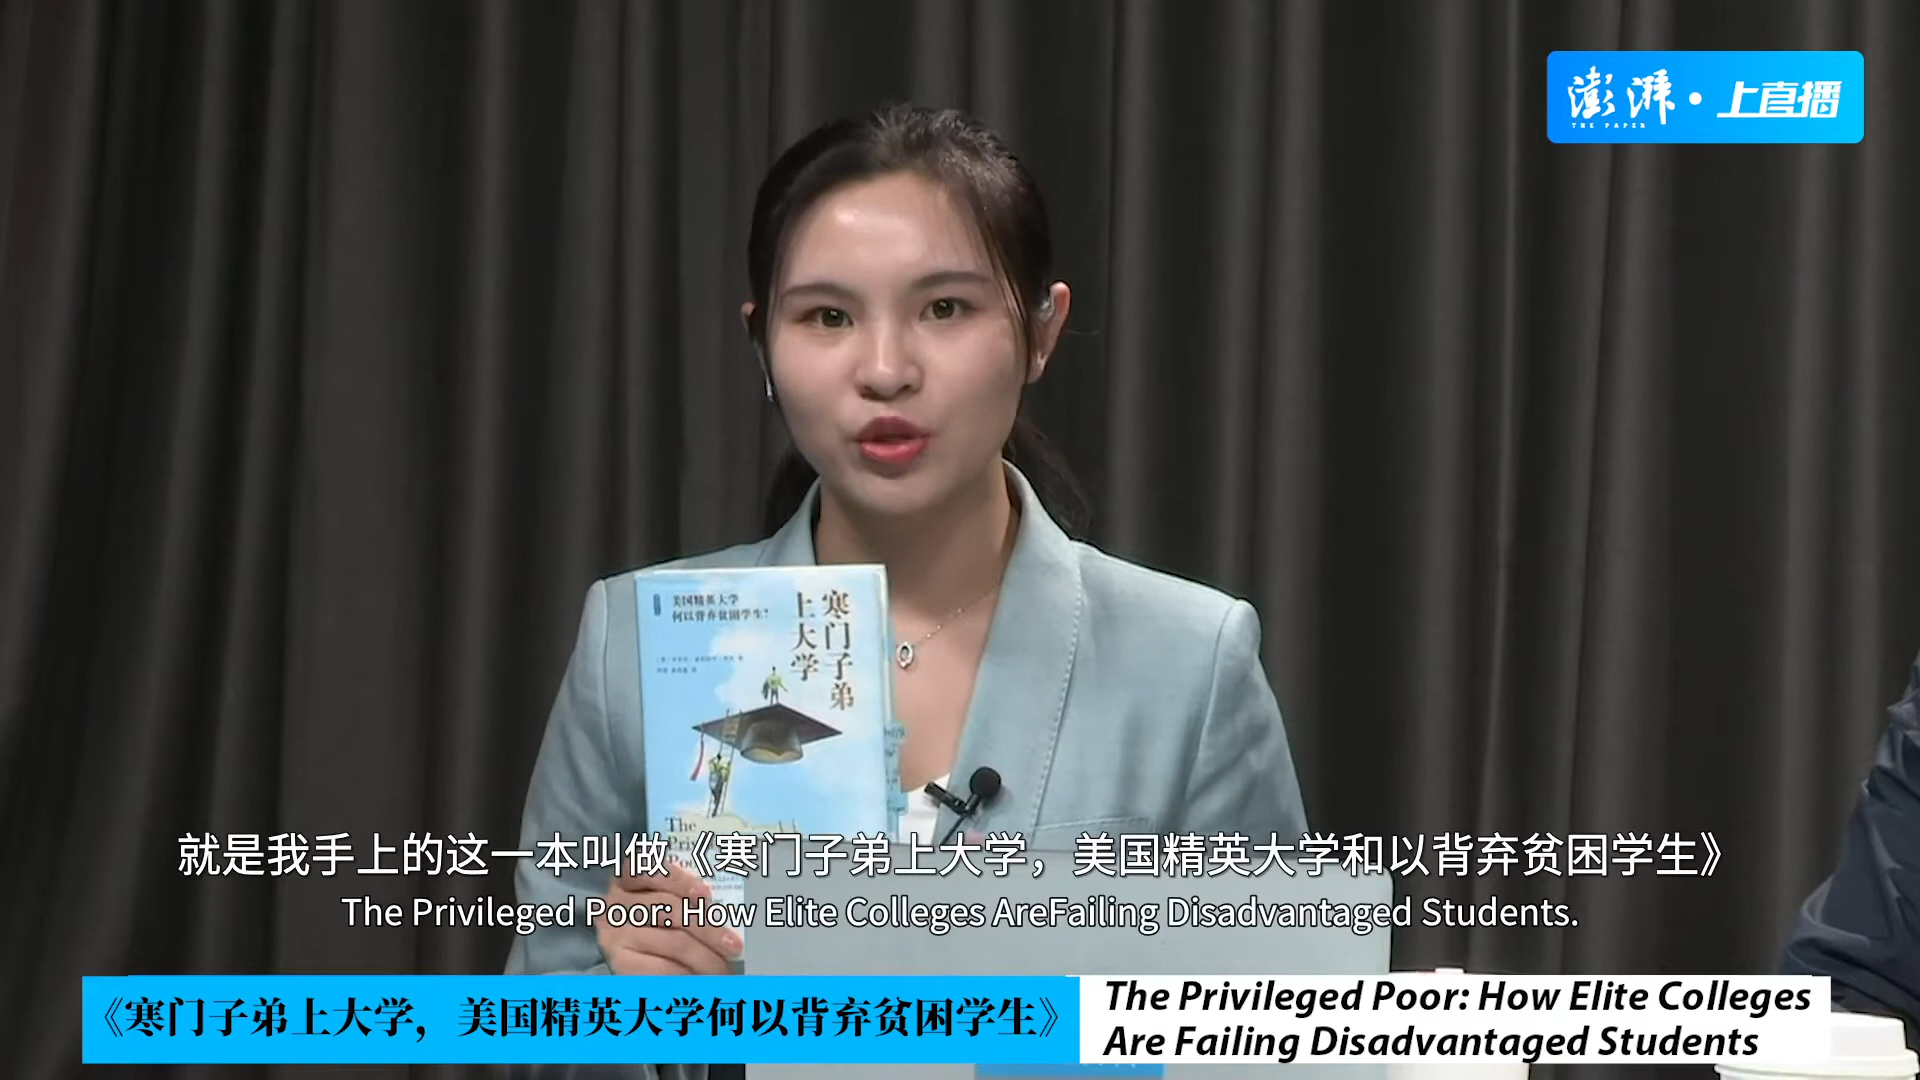 澎湃·上直播
THE PAPER
美国精英大学
何以背弃贫困学生?
寒门子弟
上大学
The
就是我手上的这一本叫做《寒门子弟上大学，美国精英大学和以背弃贫困学生》
The Privileged Poor: How Elite Colleges AreFailing Disadvantaged Students.
《寒门子弟上大学，美国精英大学何以背弃贫困学生》
The Privileged Poor: How Elite Colleges
Are Failing Disadvantaged Students